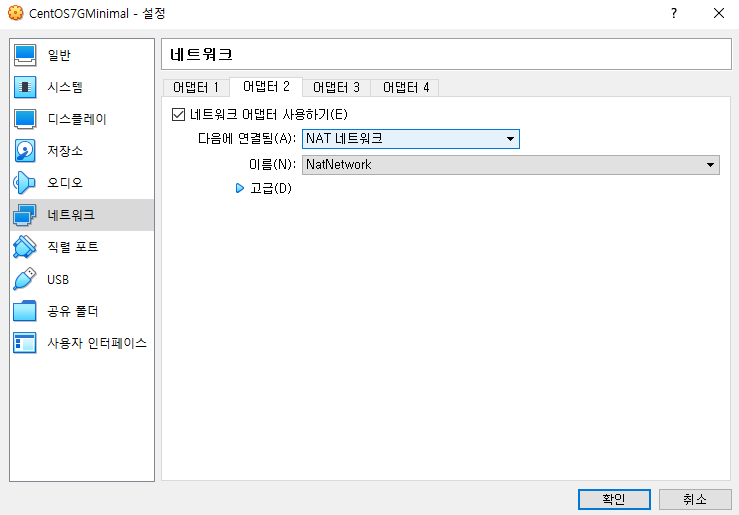 CentOS7GMinimal - 설정
?
일반
시스템
디스플레이
저장소
오디오
네트워크
직렬 포트
USB
공유 폴더
사용자 인터페이스
네트워크
어댑터 1 어댑터 2 어댑터 3 어댑터 4
네트워크 어댑터 사용하기(E)
다음에 연결됨(A): NAT 네트워크
이름(N): NatNetwork
고급(D)
확인 취소